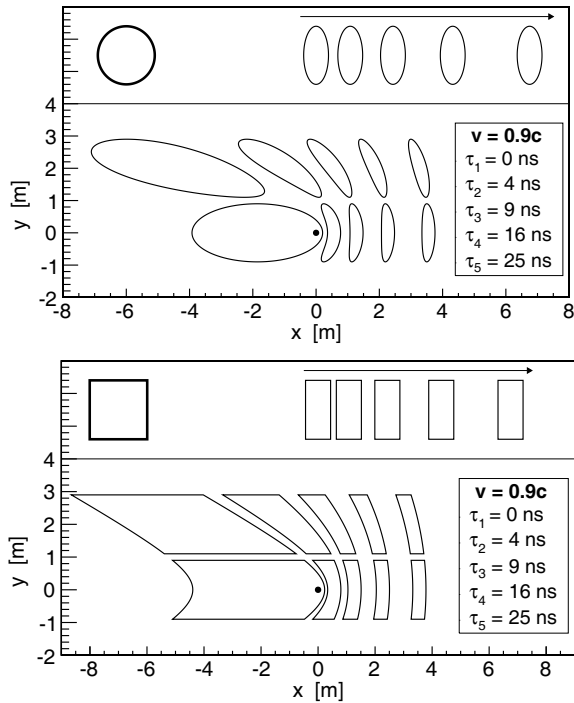 4
3
2
1
0
-1
-2
y [m]
-8 -6 -4 -2 0 2 4 6 8
x [m]
v = 0.9c
τ1 = 0 ns
τ2 = 4 ns
τ3 = 9 ns
τ4 = 16 ns
τ5 = 25 ns
4
3
2
1
0
-1
-2
y [m]
-8 -6 -4 -2 0 2 4 6 8
x [m]
v = 0.9c
τ1 = 0 ns
τ2 = 4 ns
τ3 = 9 ns
τ4 = 16 ns
τ5 = 25 ns